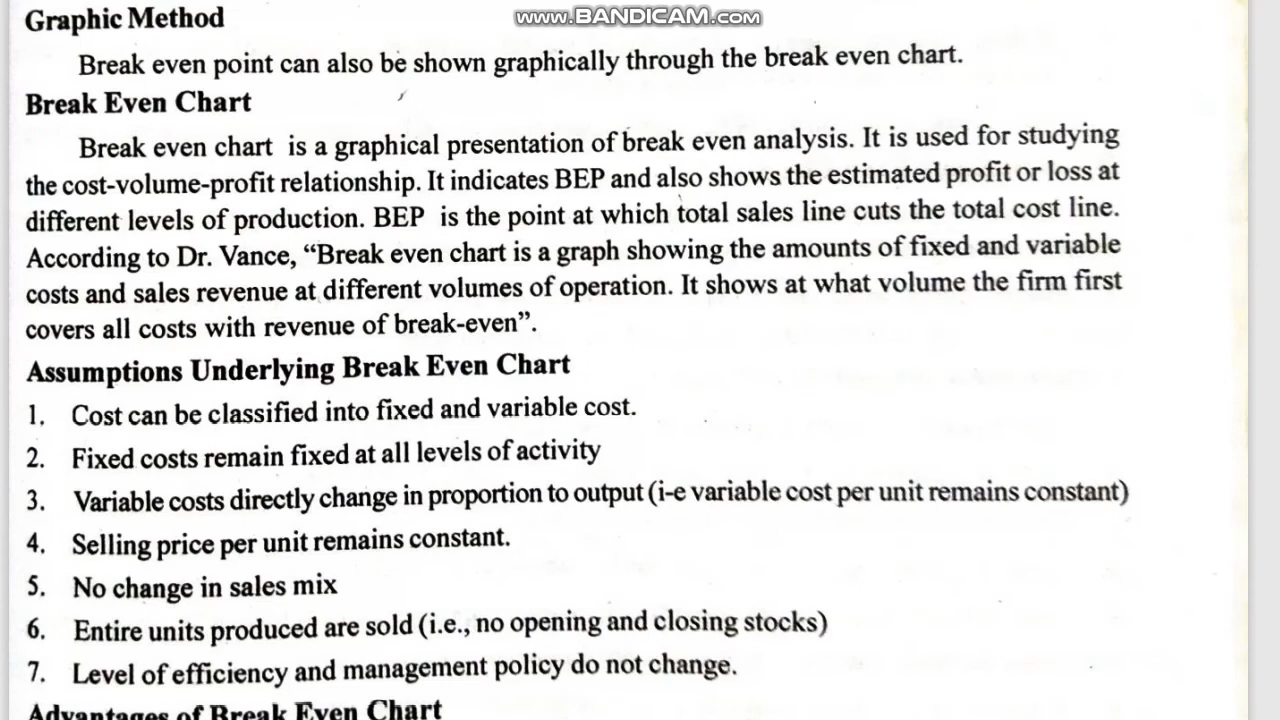 www.BANDICAM.com
Graphic Method
Break even point can also be shown graphically through the break even chart.
Break Even Chart
Break even chart is a graphical presentation of break even analysis. It is used for studying
the cost-volume-profit relationship. It indicates BEP and also shows the estimated profit or loss at
different levels of production. BEP is the point at which total sales line cuts the total cost line.
According to Dr. Vance, “Break even chart is a graph showing the amounts of fixed and variable
costs and sales revenue at different volumes of operation. It shows at what volume the firm first
covers all costs with revenue of break-even”.
Assumptions Underlying Break Even Chart
1. Cost can be classified into fixed and variable cost.
2. Fixed costs remain fixed at all levels of activity
3. Variable costs directly change in proportion to output (i-e variable cost per unit remains constant)
4. Selling price per unit remains constant.
5. No change in sales mix
6. Entire units produced are sold (i.e., no opening and closing stocks)
7. Level of efficiency and management policy do not change.
Advantages of Break Even Chart